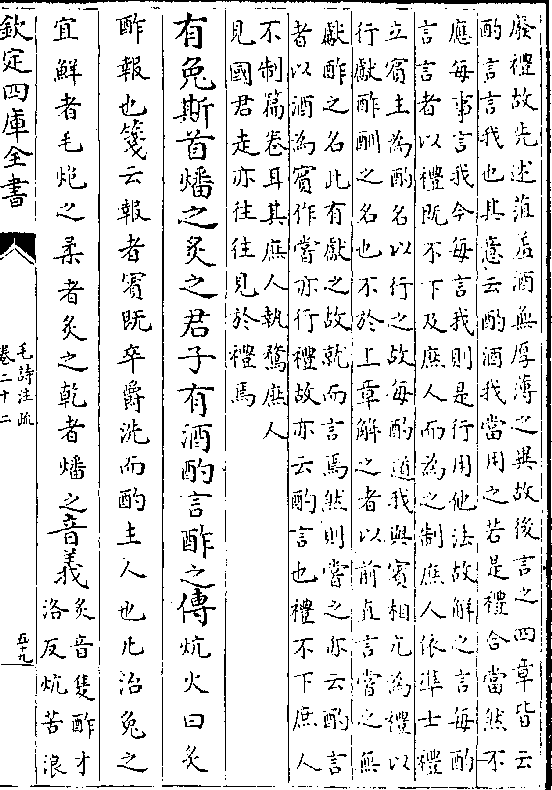 廢禮故先述菹羞酒無厚薄之異故後言之四章皆云
酌言言我也其意云酌酒我當用之若是禮合當然不
應每事言我今每言我則是行用他法故解之言每酌
言言者以禮既不下及庶人而為之制庶人依準士禮
立賓主為酌名以行之故每酌道我與賓相亢為禮以
行獻酢酬之名也不於上章解之者以前直言嘗之無
獻酢之名此有獻之故就而言焉然則嘗之亦云酌言
者以酒為賓作嘗亦行禮故亦云酌言也禮不下庶人
不制篇卷耳其庶人執鶩庶人
見國君走亦往往見於禮焉
有兔斯首燔之炙之君子有酒酌言酢之傳炕火曰炙
酢報也箋云報者賓既卒爵洗而酌主人也凡治兔之
宜鮮者毛炮之柔者炙之乾者燔之音義
炙音隻酢才
洛反炕苦浪
欽定四庫全書
毛詩注疏
卷二十二
五十九